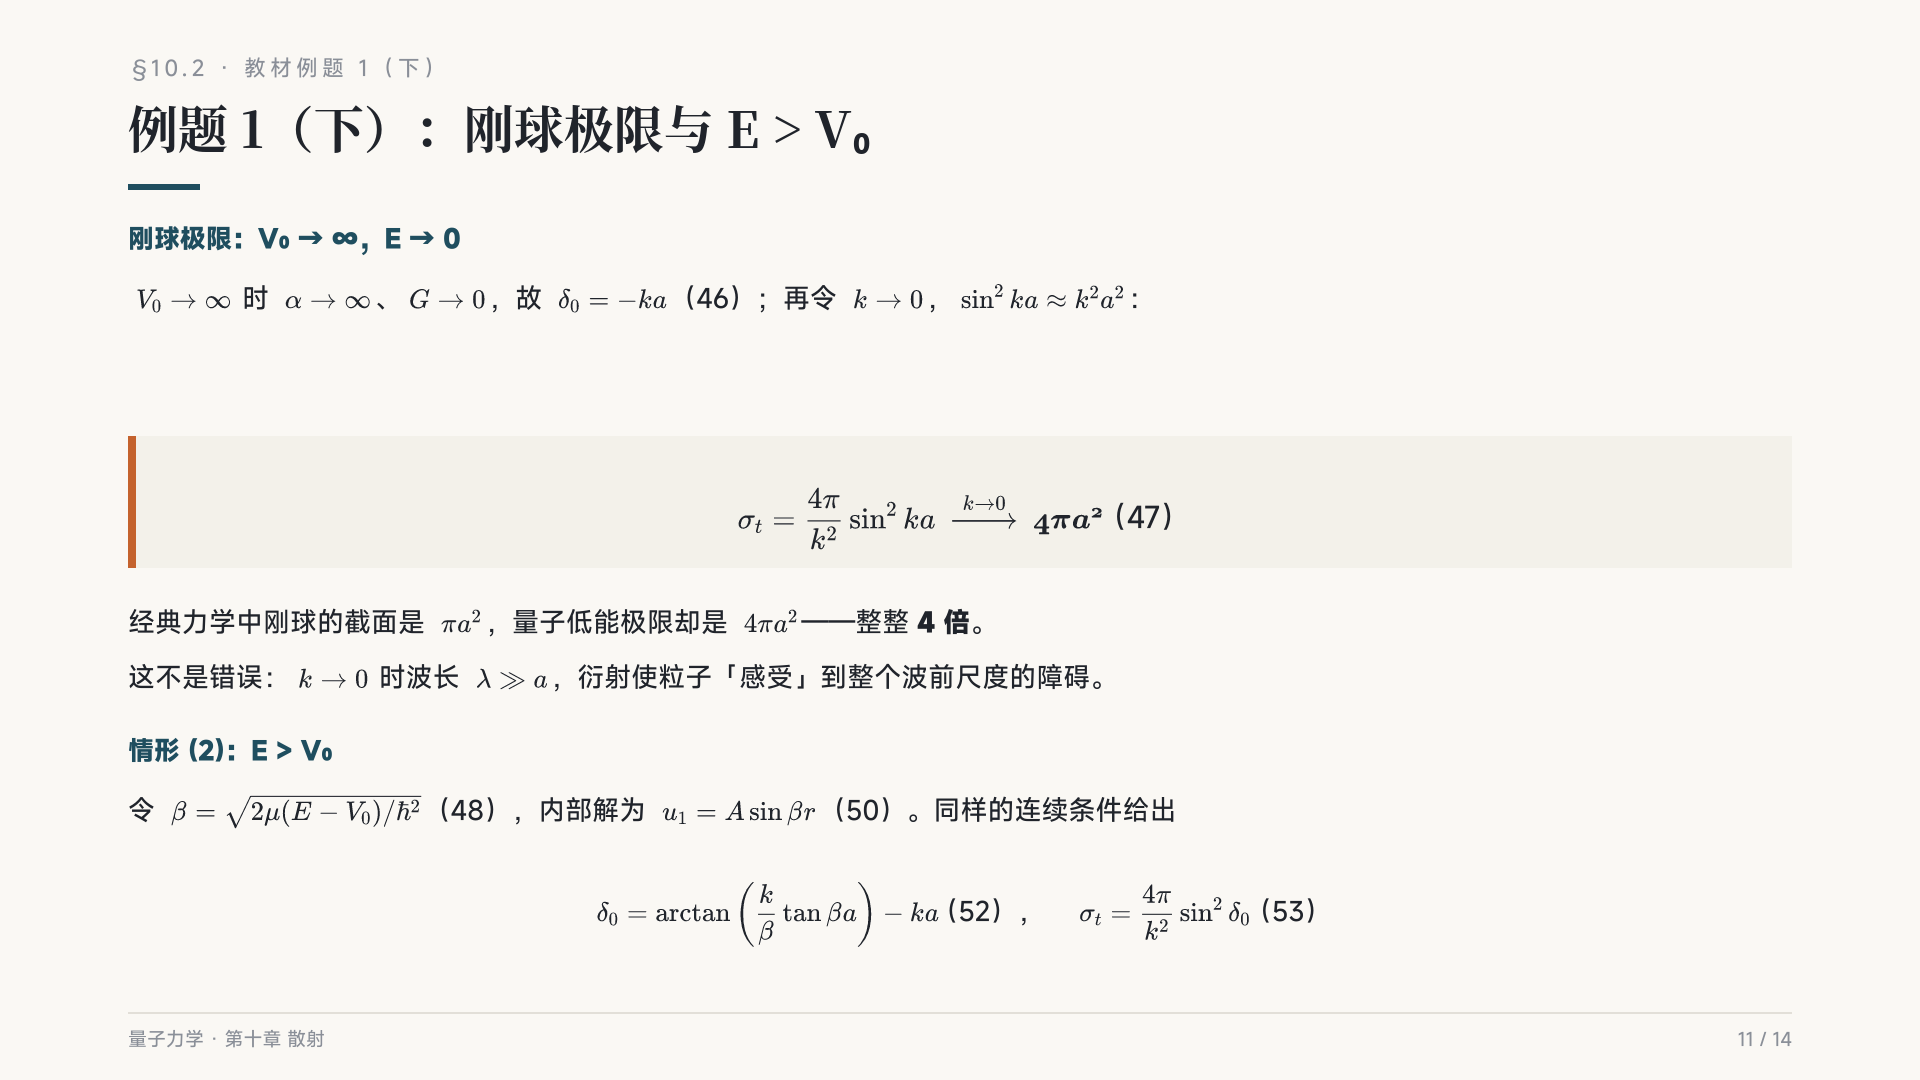 §10.2 · 教材例题 1（下）
例题 1（下）：刚球极限与 E > V₀
刚球极限：V₀ → ∞，E → 0
V₀ → ∞ 时 α → ∞、G → 0，故 δ₀ = −ka（46）；再令 k → 0，sin² ka ≈ k²a²：
σₜ = 4π/k² sin² ka —k→0→ 4πa² (47)
经典力学中刚球的截面是 πa²，量子低能极限却是 4πa²——整整 4 倍。
这不是错误：k → 0 时波长 λ ≫ a，衍射使粒子「感受」到整个波前尺度的障碍。
情形 (2)：E > V₀
令 β = √(2μ(E − V₀)/ħ²)（48），内部解为 u₁ = A sin βr（50）。同样的连续条件给出
δ₀ = arctan (k/β tan βa) − ka (52)， σₜ = 4π/k² sin² δ₀ (53)
量子力学 · 第十章 散射
11 / 14